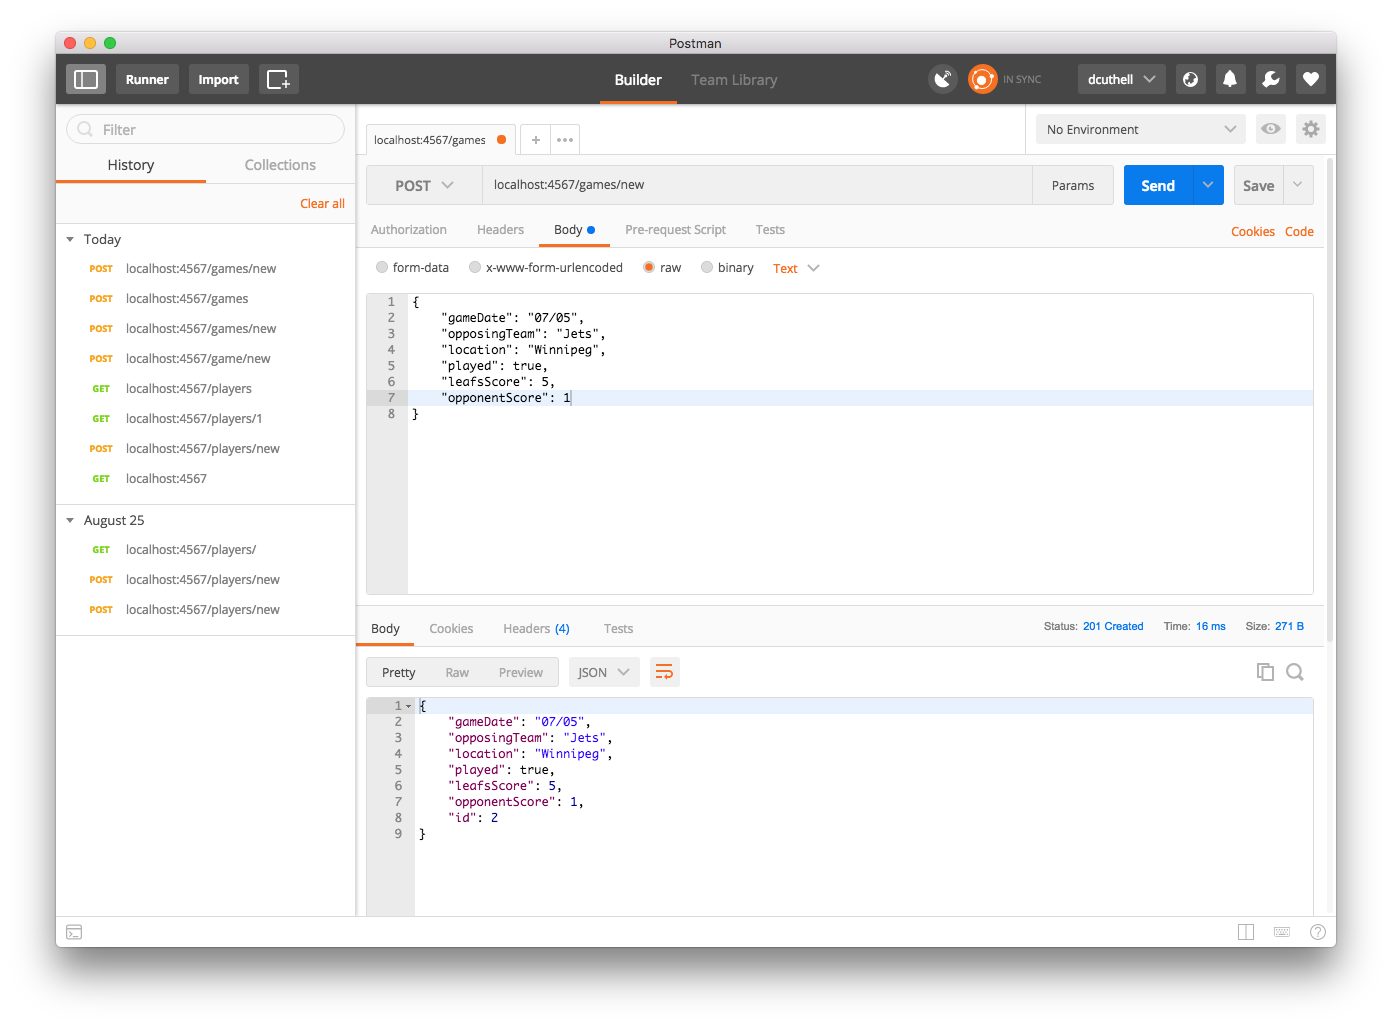 Postman
Runner Import Builder Team Library IN SYNC dcuthell
Filter
History Collections
Clear all
Today
POST localhost:4567/games/new
POST localhost:4567/games
POST localhost:4567/games/new
POST localhost:4567/game/new
GET localhost:4567/players
GET localhost:4567/players/1
POST localhost:4567/players/new
GET localhost:4567
August 25
GET localhost:4567/players/
POST localhost:4567/players/new
POST localhost:4567/players/new
localhost:4567/games + ••• No Environment
POST localhost:4567/games/new Params Send Save
Authorization Headers Body Pre-request Script Tests Cookies Code
form-data x-www-form-urlencoded raw binary Text
1 {
2 "gameDate": "07/05",
3 "opposingTeam": "Jets",
4 "location": "Winnipeg",
5 "played": true,
6 "leafsScore": 5,
7 "opponentScore": 1
8 }
Body Cookies Headers (4) Tests Status: 201 Created Time: 16 ms Size: 271 B
Pretty Raw Preview JSON
1 {
2 "gameDate": "07/05",
3 "opposingTeam": "Jets",
4 "location": "Winnipeg",
5 "played": true,
6 "leafsScore": 5,
7 "opponentScore": 1,
8 "id": 2
9 }